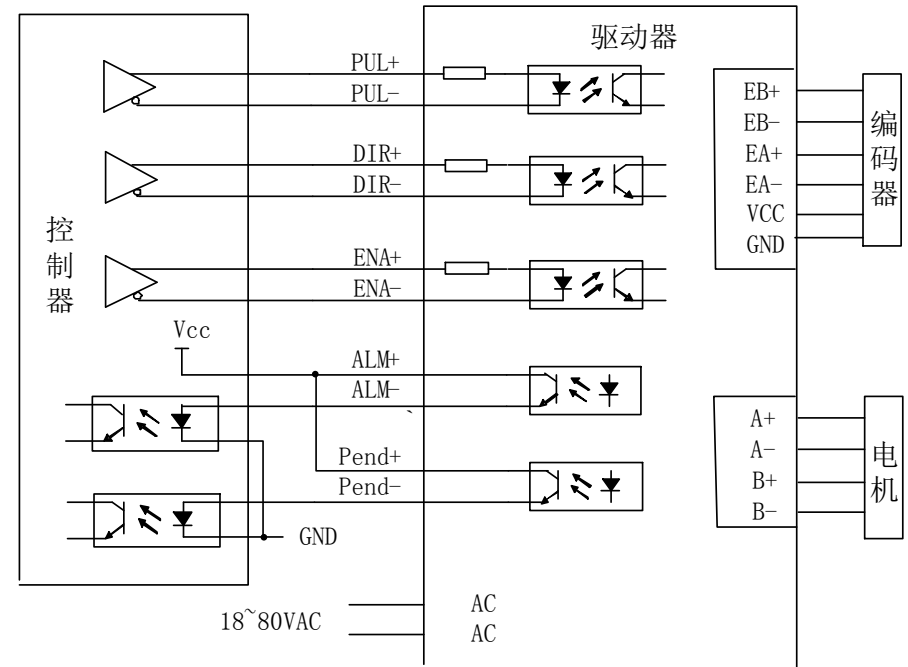 驱动器
PUL+
PUL-
DIR+
DIR-
ENA+
ENA-
控制器
Vcc
ALM+
ALM-
Pend+
Pend-
GND
18~80VAC
AC
AC
EB+
EB-
EA+
EA-
VCC
GND
编码器
A+
A-
B+
B-
电机